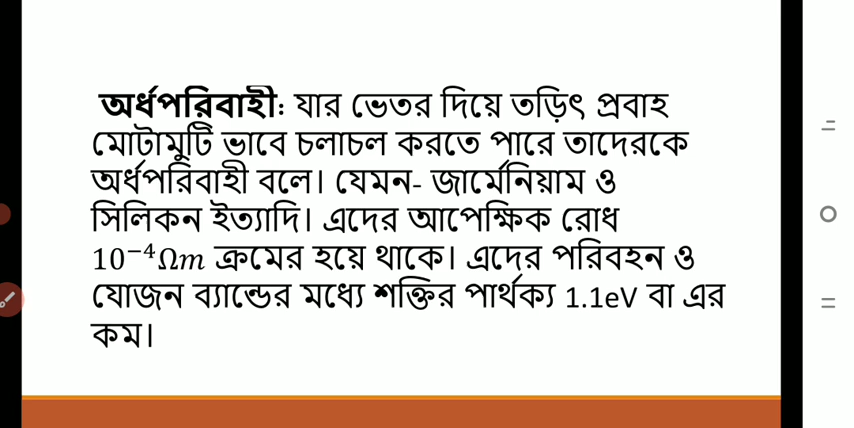 অর্ধপরিবাহী: যার ভেতর দিয়ে তড়িৎ প্রবাহ
মোটামুটি ভাবে চলাচল করতে পারে তাদেরকে
অর্ধপরিবাহী বলে। যেমন- জার্মেনিয়াম ও
সিলিকন ইত্যাদি। এদের আপেক্ষিক রোধ
10⁻⁴Ωm ক্রমের হয়ে থাকে। এদের পরিবহন ও
যোজন ব্যান্ডের মধ্যে শক্তির পার্থক্য 1.1eV বা এর
কম।